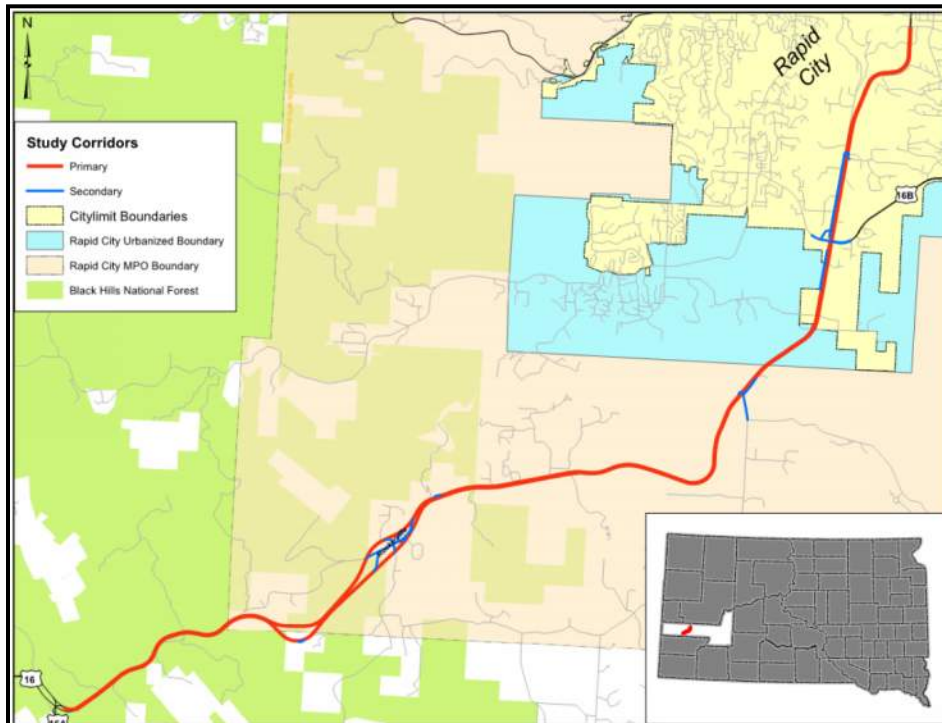 N
Rapid
City
Study Corridors
Primary
Secondary
Citylimit Boundaries
Rapid City Urbanized Boundary
Rapid City MPO Boundary
Black Hills National Forest
16B
16
16A